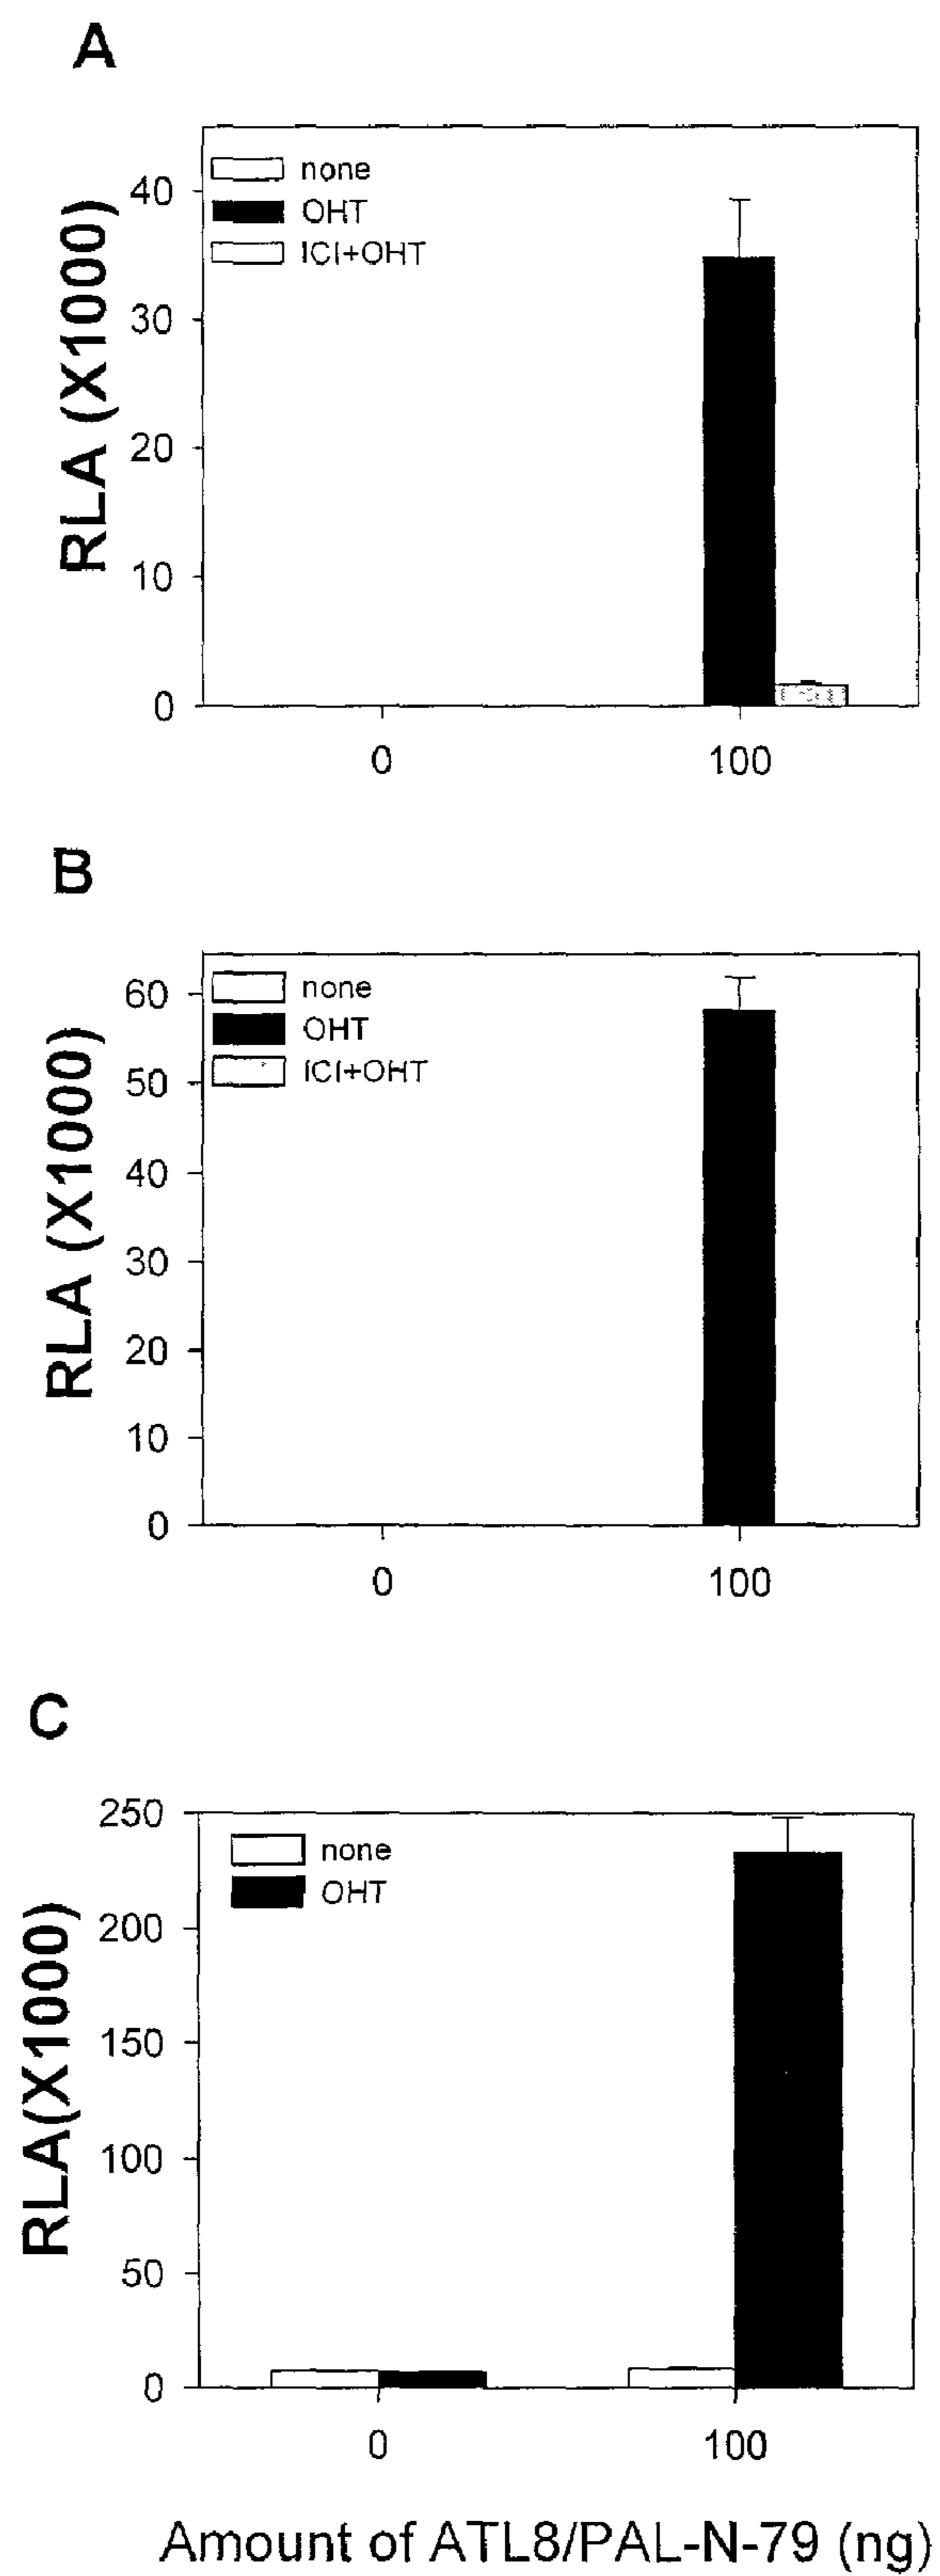 A
RLA (X1000)
40
30
20
10
0
none
OHT
ICI+OHT
0 100
B
RLA (X1000)
60
50
40
30
20
10
0
none
OHT
ICI+OHT
0 100
C
RLA(X1000)
250
200
150
100
50
0
none
OHT
0 100
Amount of ATL8/PAL-N-79 (ng)